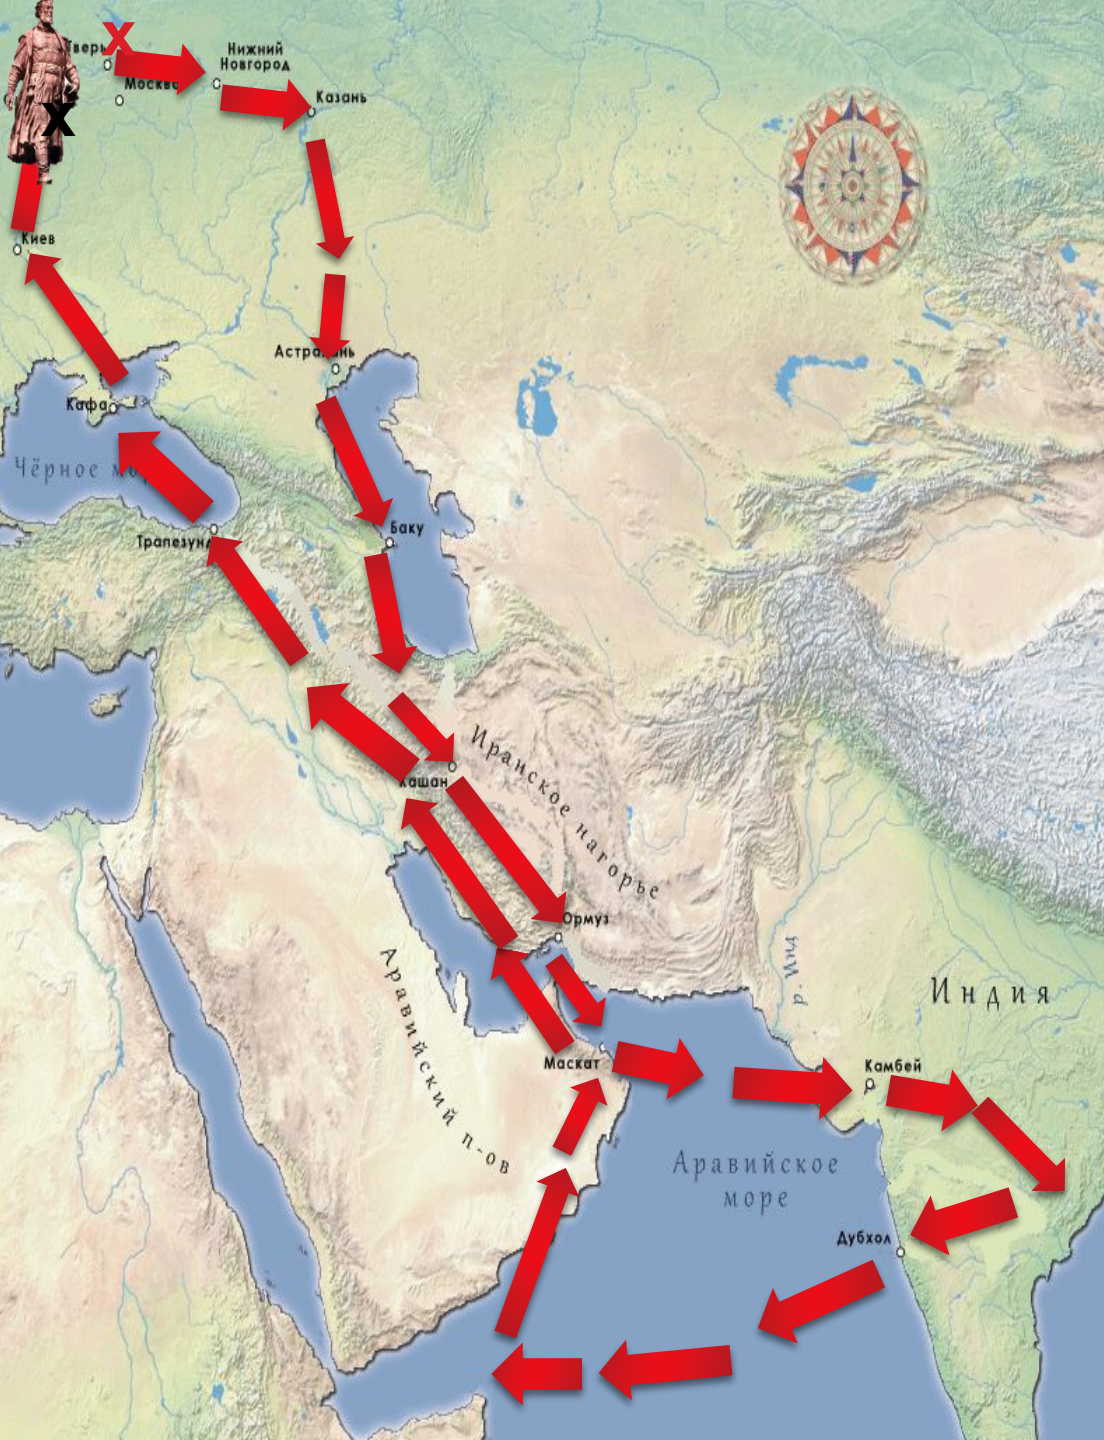 Тверь
X
Нижний
Новгород
Москва
Казань
X
Киев
Астрахань
Кафа
Чёрное мор
Баку
Трапезунд
Иранское нагорье
Кашан
Ормуз
Аравийский п-ов
р. Инд
Индия
Маскат
Камбей
Аравийское
море
Дубхол